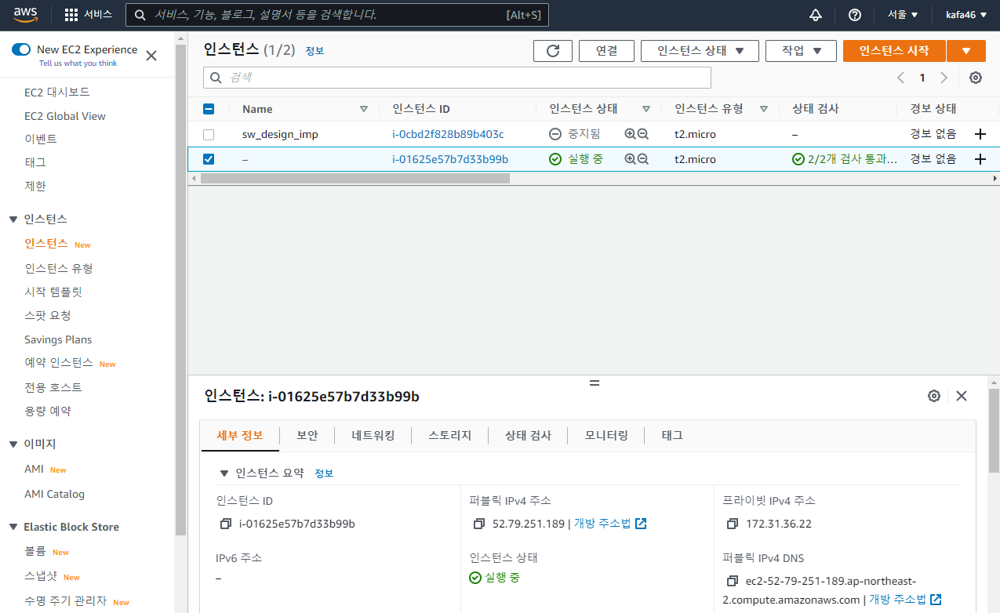 aws 서비스 서비스, 기능, 블로그, 설명서 등을 검색합니다. [Alt+S] 서울 ▼ kafa46 ▼
New EC2 Experience
Tell us what you think
EC2 대시보드
EC2 Global View
이벤트
태그
제한
인스턴스
인스턴스 New
인스턴스 유형
시작 템플릿
스팟 요청
Savings Plans
예약 인스턴스 New
전용 호스트
용량 예약
이미지
AMI New
AMI Catalog
Elastic Block Store
볼륨 New
스냅샷 New
수명 주기 관리자 New
인스턴스 (1/2) 정보 연결 인스턴스 상태 ▼ 작업 ▼ 인스턴스 시작 ▼
검색 1
Name 인스턴스 ID 인스턴스 상태 인스턴스 유형 상태 검사 경보 상태
sw_design_imp i-0cbd2f828b89b403c 중지됨 t2.micro – 경보 없음 +
– i-01625e57b7d33b99b 실행 중 t2.micro 2/2개 검사 통과... 경보 없음 +
인스턴스: i-01625e57b7d33b99b
세부 정보 보안 네트워킹 스토리지 상태 검사 모니터링 태그
▼ 인스턴스 요약 정보
인스턴스 ID 퍼블릭 IPv4 주소 프라이빗 IPv4 주소
i-01625e57b7d33b99b 52.79.251.189 | 개방 주소법 172.31.36.22
IPv6 주소 인스턴스 상태 퍼블릭 IPv4 DNS
– 실행 중 ec2-52-79-251-189.ap-northeast-
2.compute.amazonaws.com | 개방 주소법